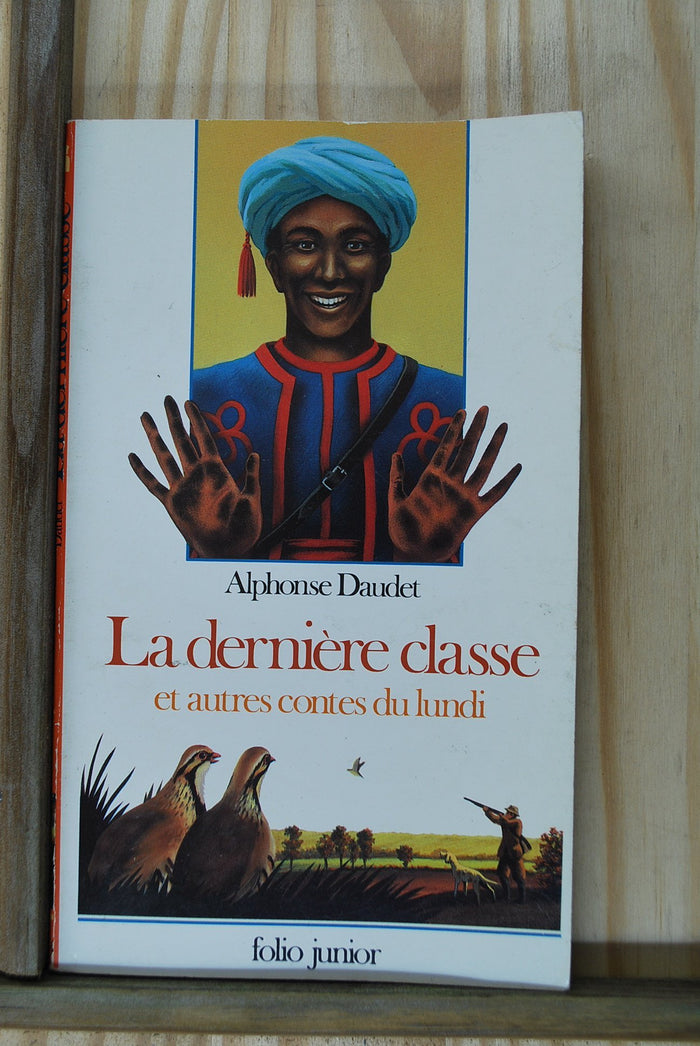 Alphonse Daudet
La dernière classe
et autres contes du lundi
folio junior